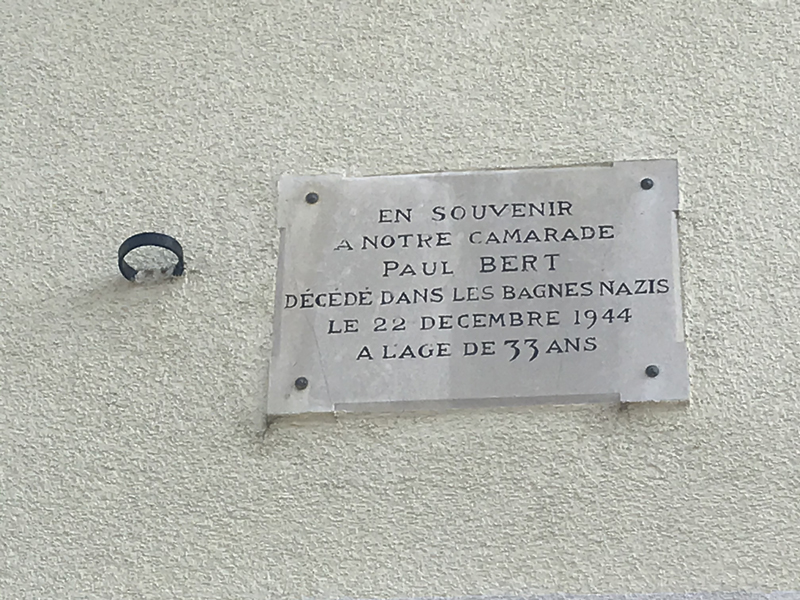 EN SOUVENIR
A NOTRE CAMARADE
PAUL BERT
DÉCÉDÉ DANS LES BAGNES NAZIS
LE 22 DECEMBRE 1944
A L'AGE DE 33 ANS